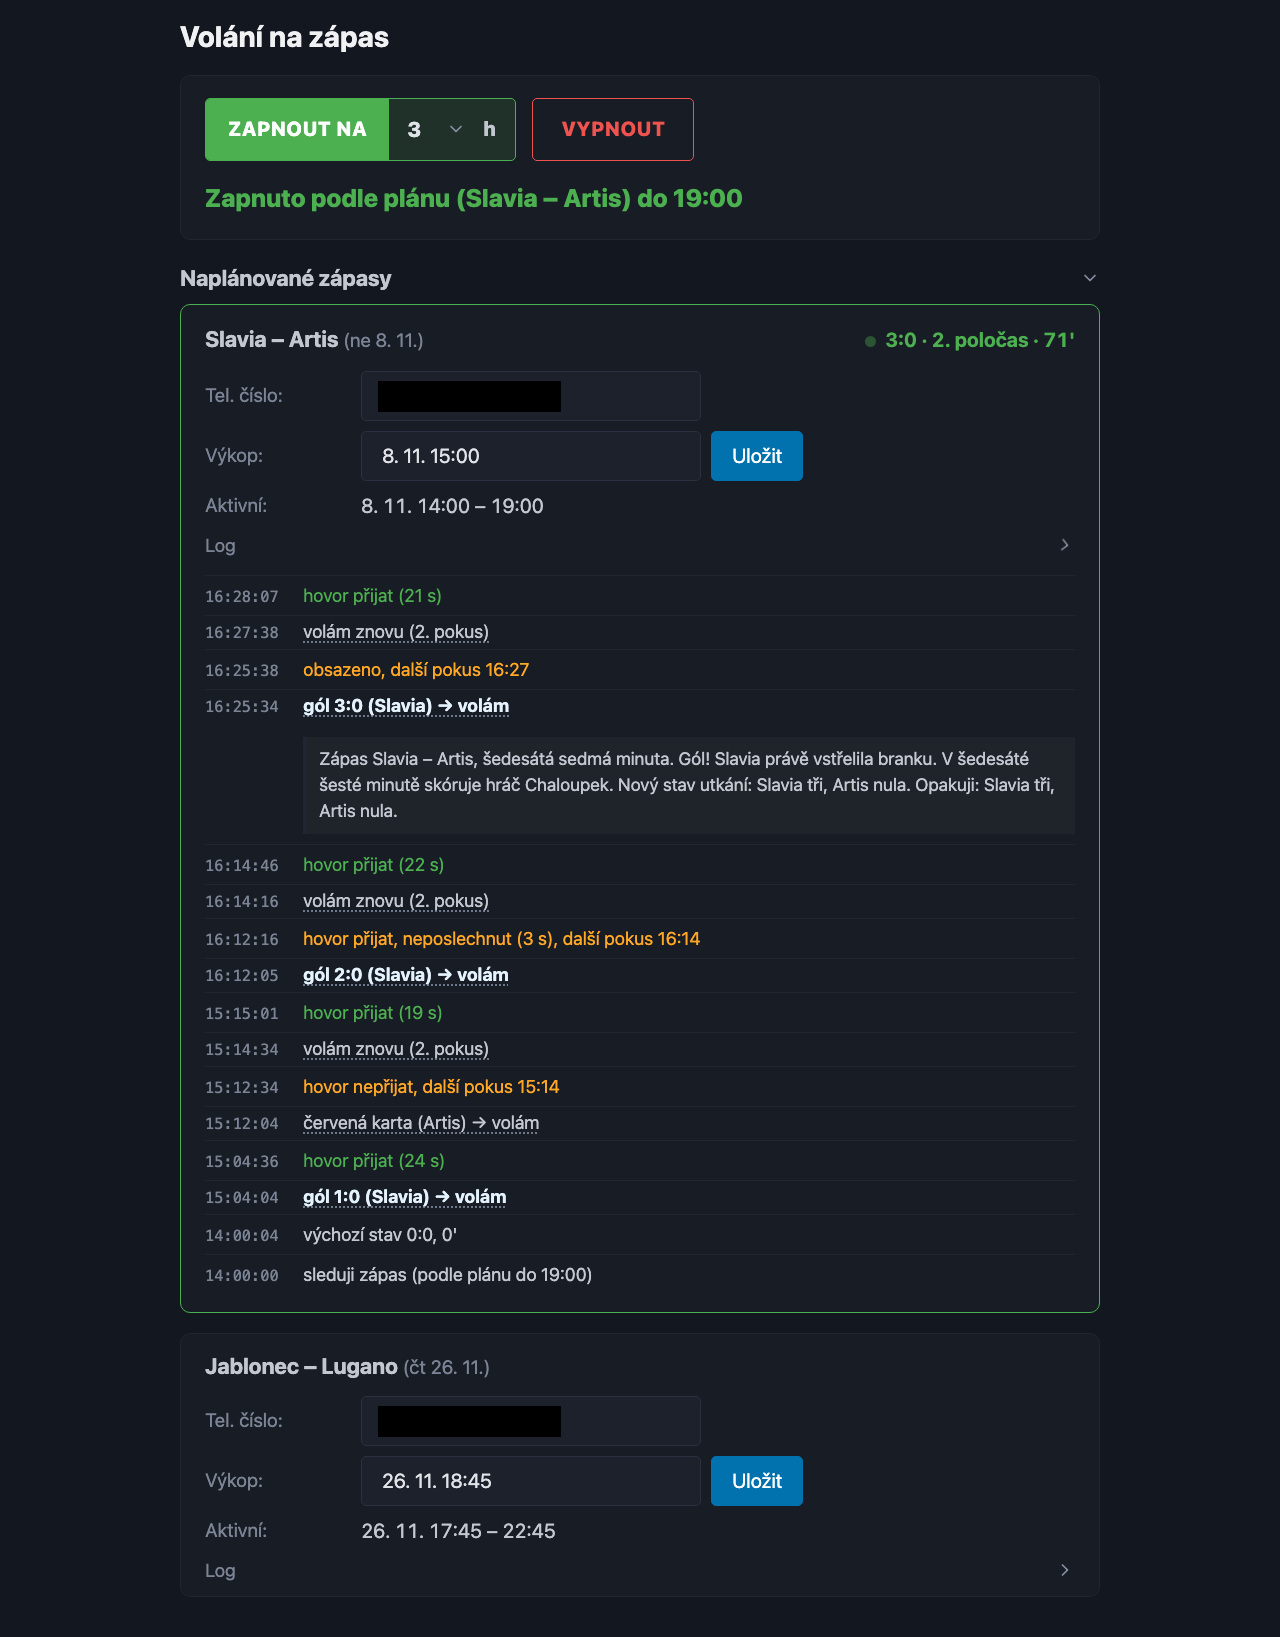 Volání na zápas
ZAPNOUT NA 3 h VYPNOUT
Zapnuto podle plánu (Slavia – Artis) do 19:00
Naplánované zápasy
Slavia – Artis (ne 8. 11.) 3:0 · 2. poločas · 71'
Tel. číslo:
Výkop: 8. 11. 15:00 Uložit
Aktivní: 8. 11. 14:00 – 19:00
Log
16:28:07 hovor přijat (21 s)
16:27:38 volám znovu (2. pokus)
16:25:38 obsazeno, další pokus 16:27
16:25:34 gól 3:0 (Slavia) → volám
Zápas Slavia – Artis, šedesátá sedmá minuta. Gól! Slavia právě vstřelila branku. V šedesáté
šesté minutě skóruje hráč Chaloupek. Nový stav utkání: Slavia tři, Artis nula. Opakuji: Slavia tři,
Artis nula.
16:14:46 hovor přijat (22 s)
16:14:16 volám znovu (2. pokus)
16:12:16 hovor přijat, neposlechnut (3 s), další pokus 16:14
16:12:05 gól 2:0 (Slavia) → volám
15:15:01 hovor přijat (19 s)
15:14:34 volám znovu (2. pokus)
15:12:34 hovor nepřijat, další pokus 15:14
15:12:04 červená karta (Artis) → volám
15:04:36 hovor přijat (24 s)
15:04:04 gól 1:0 (Slavia) → volám
14:00:04 výchozí stav 0:0, 0'
14:00:00 sleduji zápas (podle plánu do 19:00)
Jablonec – Lugano (čt 26. 11.)
Tel. číslo:
Výkop: 26. 11. 18:45 Uložit
Aktivní: 26. 11. 17:45 – 22:45
Log